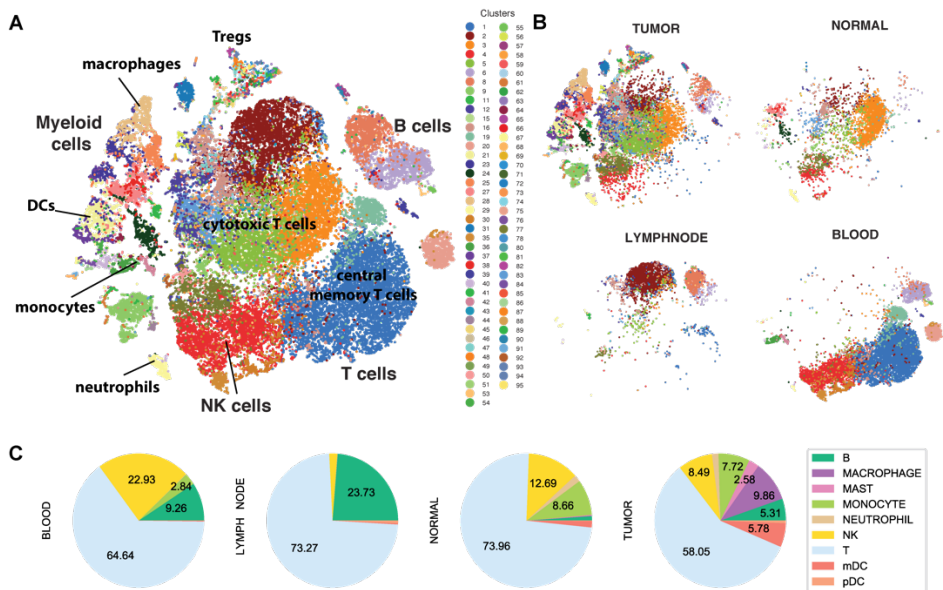 A
Clusters
1 55
2 56
3 57
4 58
5 59
6 60
8 61
9 62
11 63
12 64
15 65
16 66
19 67
20 68
21 69
23 70
24 71
25 72
27 73
28 74
29 75
30 76
31 77
35 78
36 80
37 81
38 82
39 83
40 84
41 85
42 86
43 87
44 88
45 89
46 90
47 91
48 92
49 93
50 94
51 95
53
54
Tregs
macrophages
Myeloid
cells
B cells
DCs
cytotoxic T cells
central
memory T cells
monocytes
neutrophils
NK cells
T cells
B
TUMOR
NORMAL
LYMPHNODE
BLOOD
C
BLOOD
22.93
2.84
9.26
64.64
LYMPH NODE
23.73
73.27
NORMAL
12.69
8.66
73.96
TUMOR
8.49
7.72
2.58
9.86
5.31
5.78
58.05
B
MACROPHAGE
MAST
MONOCYTE
NEUTROPHIL
NK
T
mDC
pDC